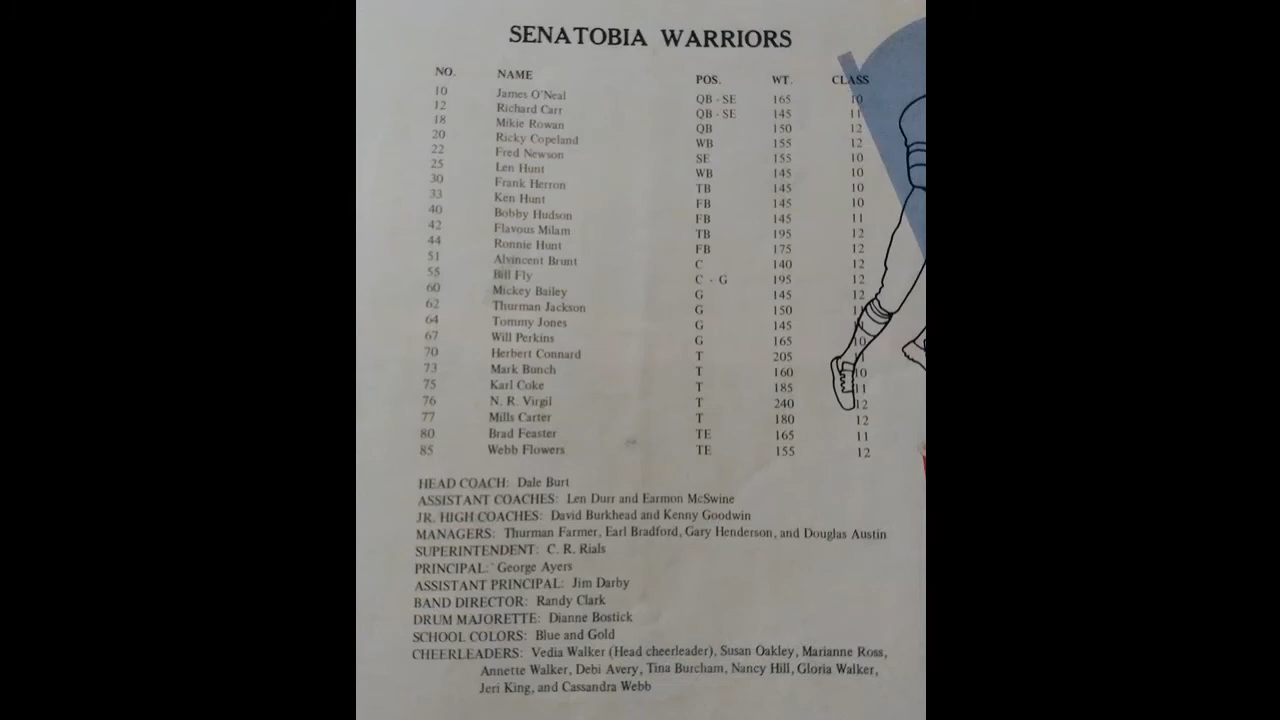 SENATOBIA WARRIORS
NO. NAME POS. WT. CLASS
10 James O'Neal QB - SE 165 10
12 Richard Carr QB - SE 145 11
18 Mikie Rowan QB 150 12
20 Ricky Copeland WB 155 12
22 Fred Newson SE 155 10
25 Len Hunt WB 145 10
30 Frank Herron TB 145 10
33 Ken Hunt FB 145 10
40 Bobby Hudson FB 145 11
42 Flavous Milam TB 195 12
44 Ronnie Hunt FB 175 12
51 Alvincent Brunt C 140 12
55 Bill Fly C - G 195 12
60 Mickey Bailey G 145 12
62 Thurman Jackson G 150 11
64 Tommy Jones G 145 11
67 Will Perkins G 165 10
70 Herbert Connard T 205 11
73 Mark Bunch T 160 10
75 Karl Coke T 185 11
76 N. R. Virgil T 240 12
77 Mills Carter T 180 12
80 Brad Feaster TE 165 11
85 Webb Flowers TE 155 12
HEAD COACH: Dale Burt
ASSISTANT COACHES: Len Durr and Earmon McSwine
JR. HIGH COACHES: David Burkhead and Kenny Goodwin
MANAGERS: Thurman Farmer, Earl Bradford, Gary Henderson, and Douglas Austin
SUPERINTENDENT: C. R. Rials
PRINCIPAL: George Ayers
ASSISTANT PRINCIPAL: Jim Darby
BAND DIRECTOR: Randy Clark
DRUM MAJORETTE: Dianne Bostick
SCHOOL COLORS: Blue and Gold
CHEERLEADERS: Vedia Walker (Head cheerleader), Susan Oakley, Marianne Ross,
Annette Walker, Debi Avery, Tina Burcham, Nancy Hill, Gloria Walker,
Jeri King, and Cassandra Webb